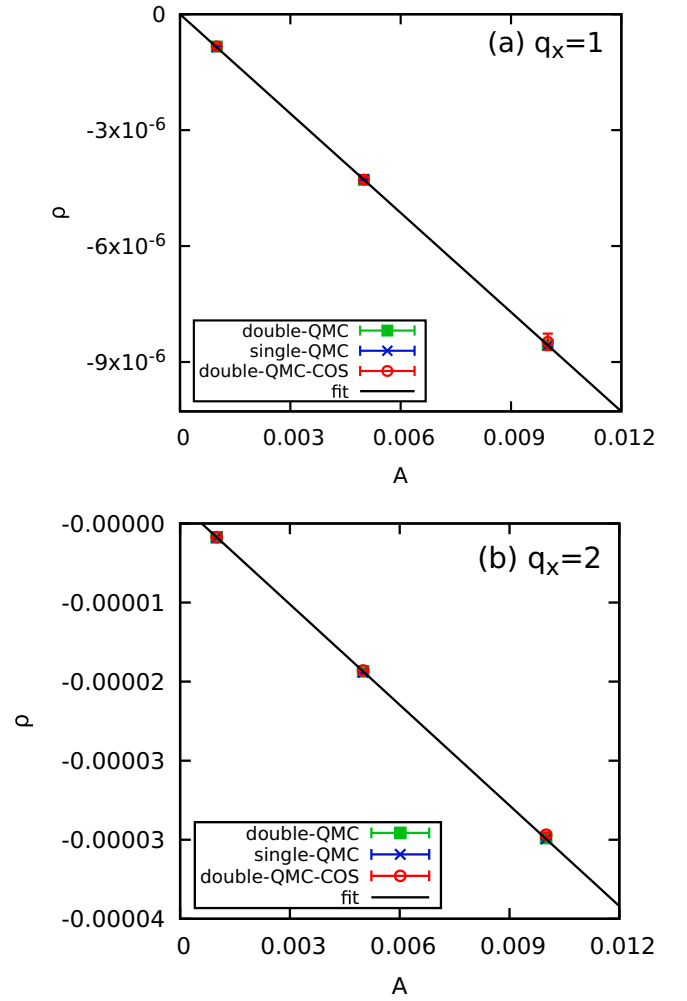 0
(a) qx=1
-3x10-6
ρ
-6x10-6
double-QMC
single-QMC
-9x10-6
double-QMC-COS
fit
0 0.003 0.006 0.009 0.012
A
-0.00000
(b) qx=2
-0.00001
-0.00002
ρ
-0.00003
-0.00003
double-QMC
single-QMC
double-QMC-COS
fit
-0.00004
0 0.003 0.006 0.009 0.012
A